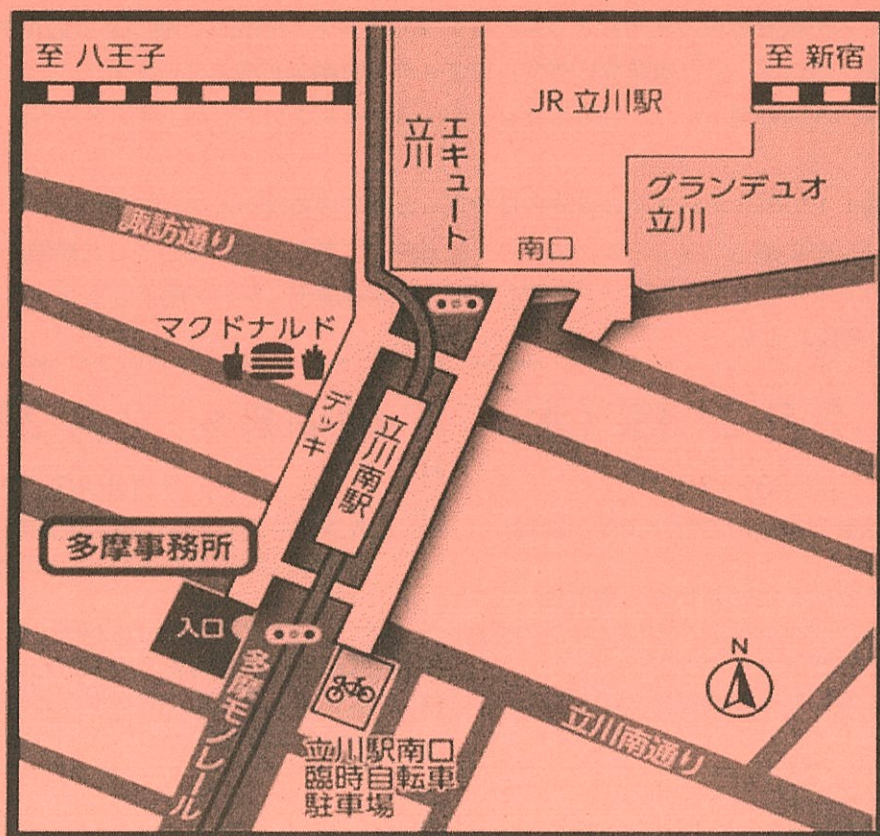 至 八王子
至 新宿
JR 立川駅
エキュート
立川
グランデュオ
立川
諏訪通り
南口
マクドナルド
デッキ
立川南駅
多摩事務所
入口
N
多摩モノレール
立川南通り
立川駅南口
臨時自転車
駐車場